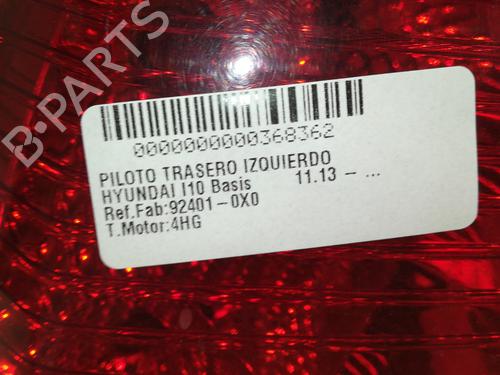 B-PARTS
0000000000368362
PILOTO TRASERO IZQUIERDO
HYUNDAI I10 Basis 11.13 - ...
Ref.Fab:92401-0X0
T.Motor:4HG